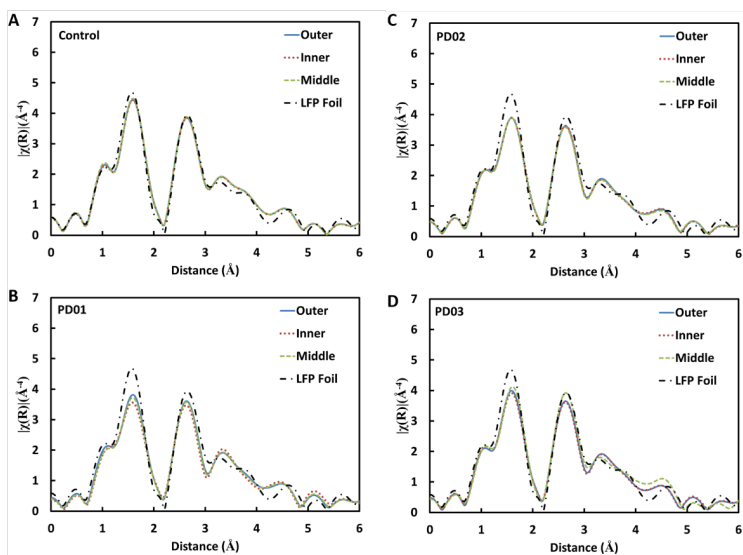 A
Control
Outer
Inner
Middle
LFP Foil
|χ(R)|(Å⁻⁴)
7
6
5
4
3
2
1
0
0 1 2 3 4 5 6
Distance (Å)
C
PD02
Outer
Inner
Middle
LFP Foil
|χ(R)|(Å⁻⁴)
7
6
5
4
3
2
1
0
0 1 2 3 4 5 6
Distance (Å)
B
PD01
Outer
Inner
Middle
LFP Foil
|χ(R)|(Å⁻⁴)
7
6
5
4
3
2
1
0
0 1 2 3 4 5 6
Distance (Å)
D
PD03
Outer
Inner
Middle
LFP Foil
|χ(R)|(Å⁻⁴)
7
6
5
4
3
2
1
0
0 1 2 3 4 5 6
Distance (Å)